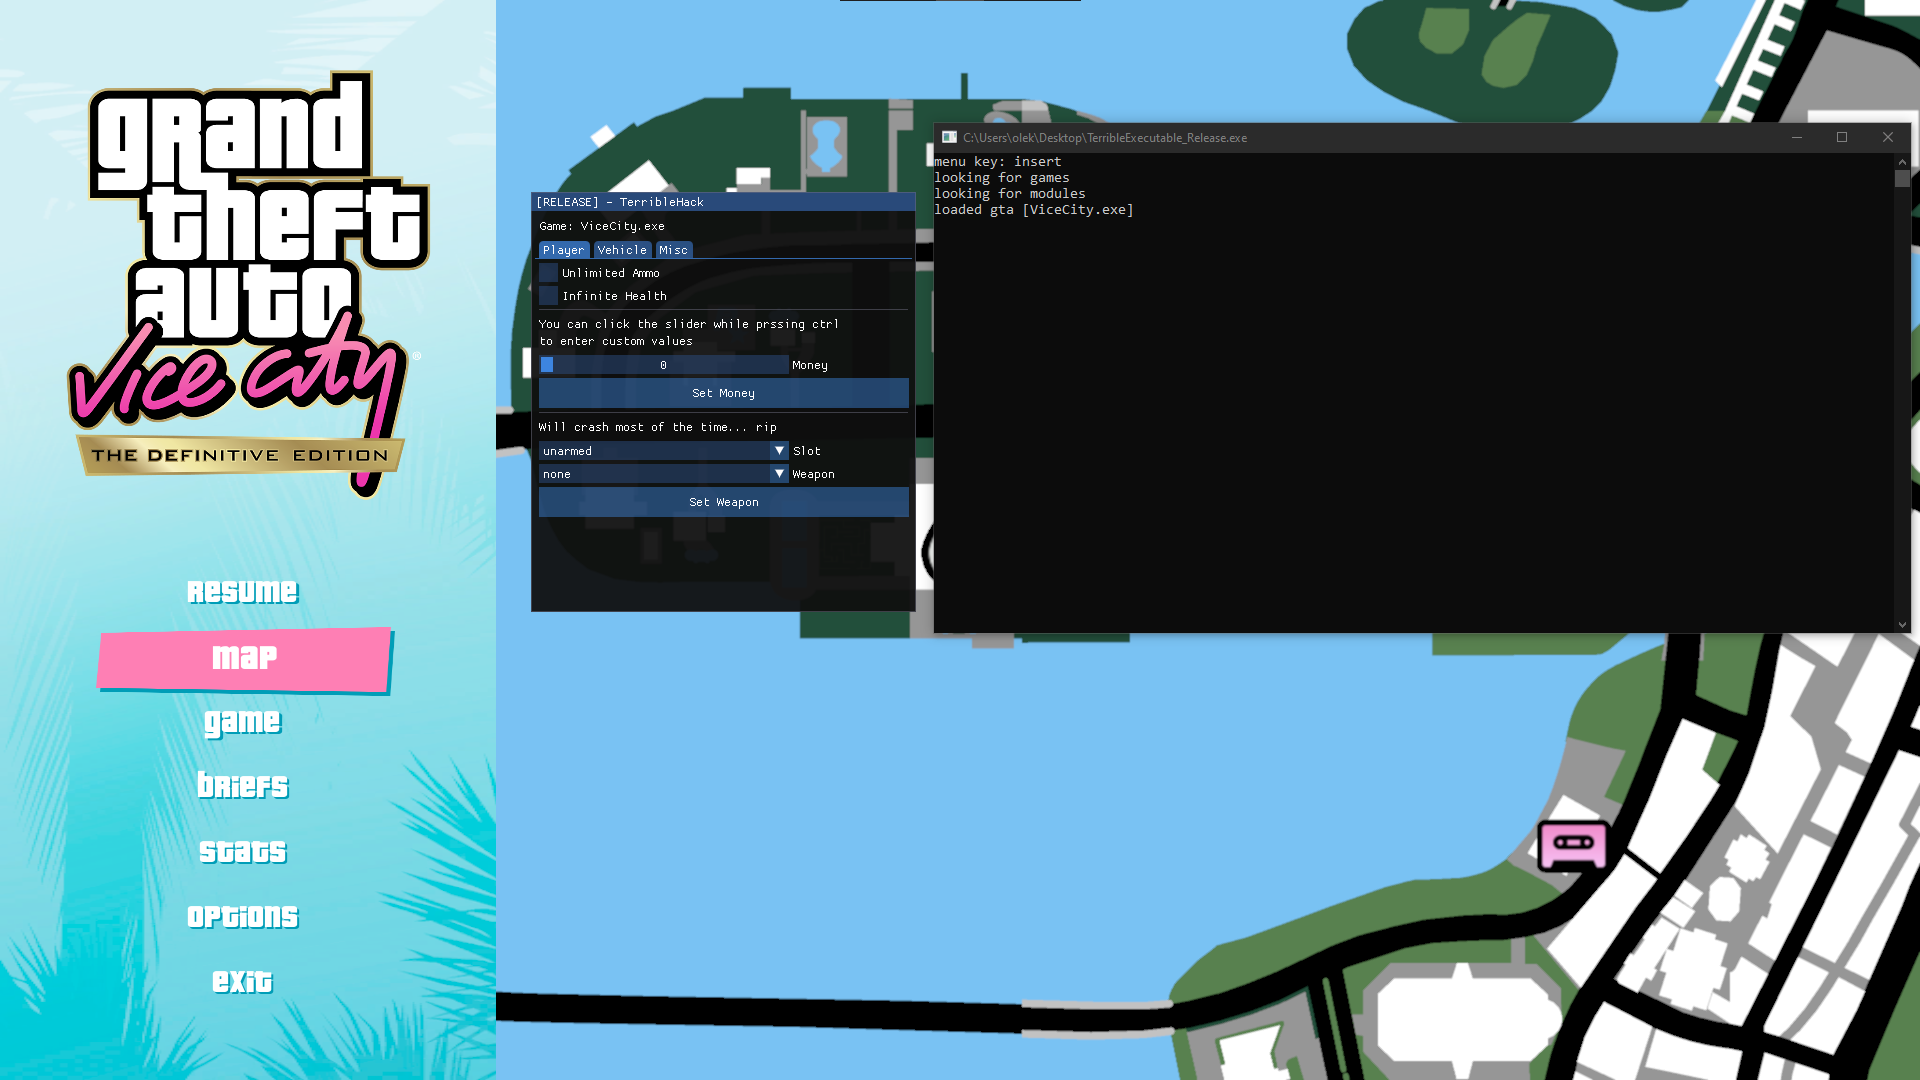 grand
theft
auto
Vice City
®
THE DEFINITIVE EDITION
Resume
map
game
briefs
stats
options
exit
[RELEASE] - TerribleHack
Game: ViceCity.exe
Player Vehicle Misc
Unlimited Ammo
Infinite Health
You can click the slider while prssing ctrl
to enter custom values
0 Money
Set Money
Will crash most of the time... rip
unarmed Slot
none Weapon
Set Weapon
C:\Users\olek\Desktop\TerribleExecutable_Release.exe
menu key: insert
looking for games
looking for modules
loaded gta [ViceCity.exe]